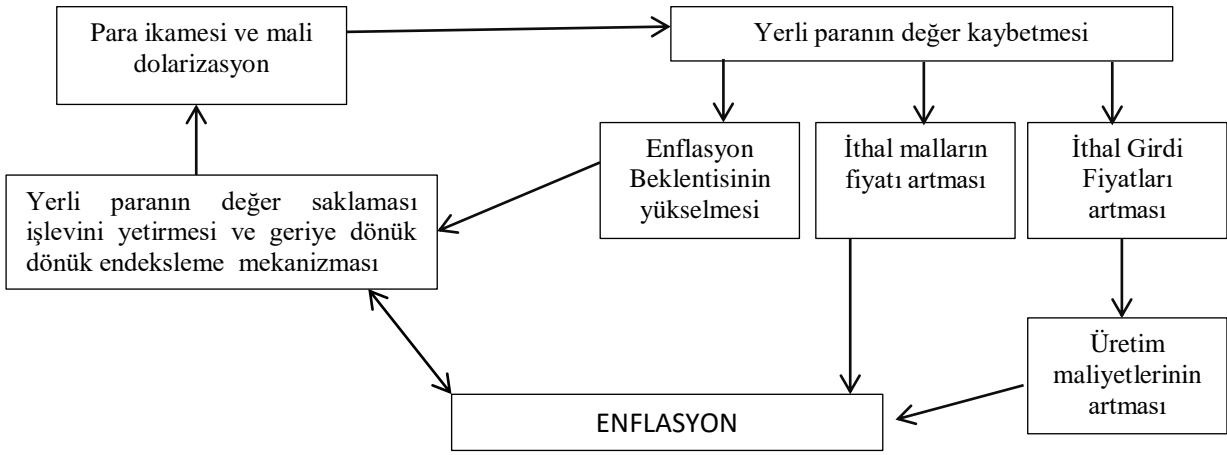 Para ikamesi ve mali
dolarizasyon
Yerli paranın değer kaybetmesi
Enflasyon
Beklentisinin
yükselmesi
İthal malların
fiyatı artması
İthal Girdi
Fiyatları
artması
Yerli paranın değer saklaması
işlevini yetirmesi ve geriye dönük
dönük endeksleme mekanizması
Üretim
maliyetlerinin
artması
ENFLASYON